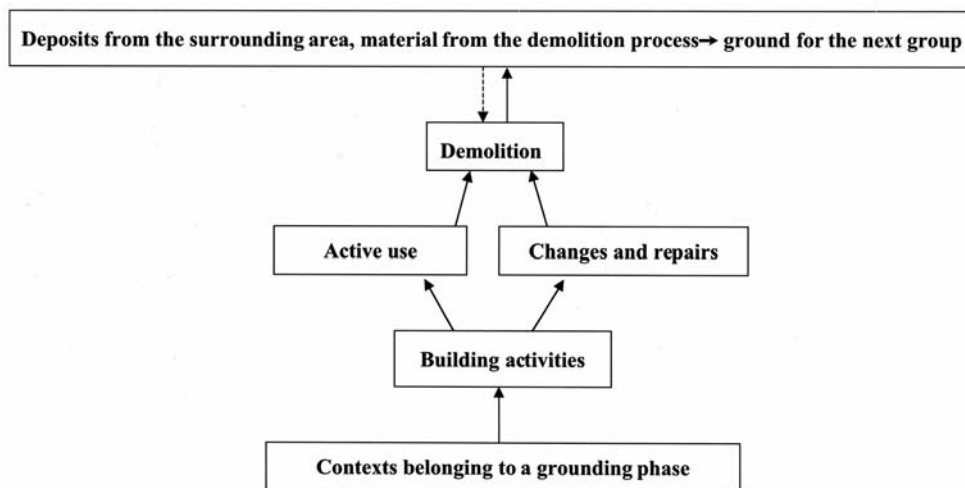 Deposits from the surrounding area, material from the demolition process→ ground for the next group
Demolition
Active use
Changes and repairs
Building activities
Contexts belonging to a grounding phase